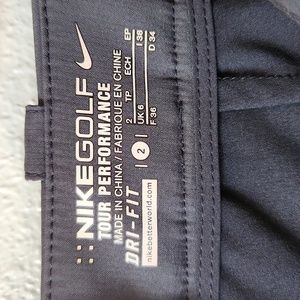 NIKEGOLF
TOUR PERFORMANCE
MADE IN CHINA / FABRIQUE EN CHINE
DRI-FIT | 2 |
nikebetterworld.com
2 TP ECH EP
UK 6 I 38
F 36 D 34